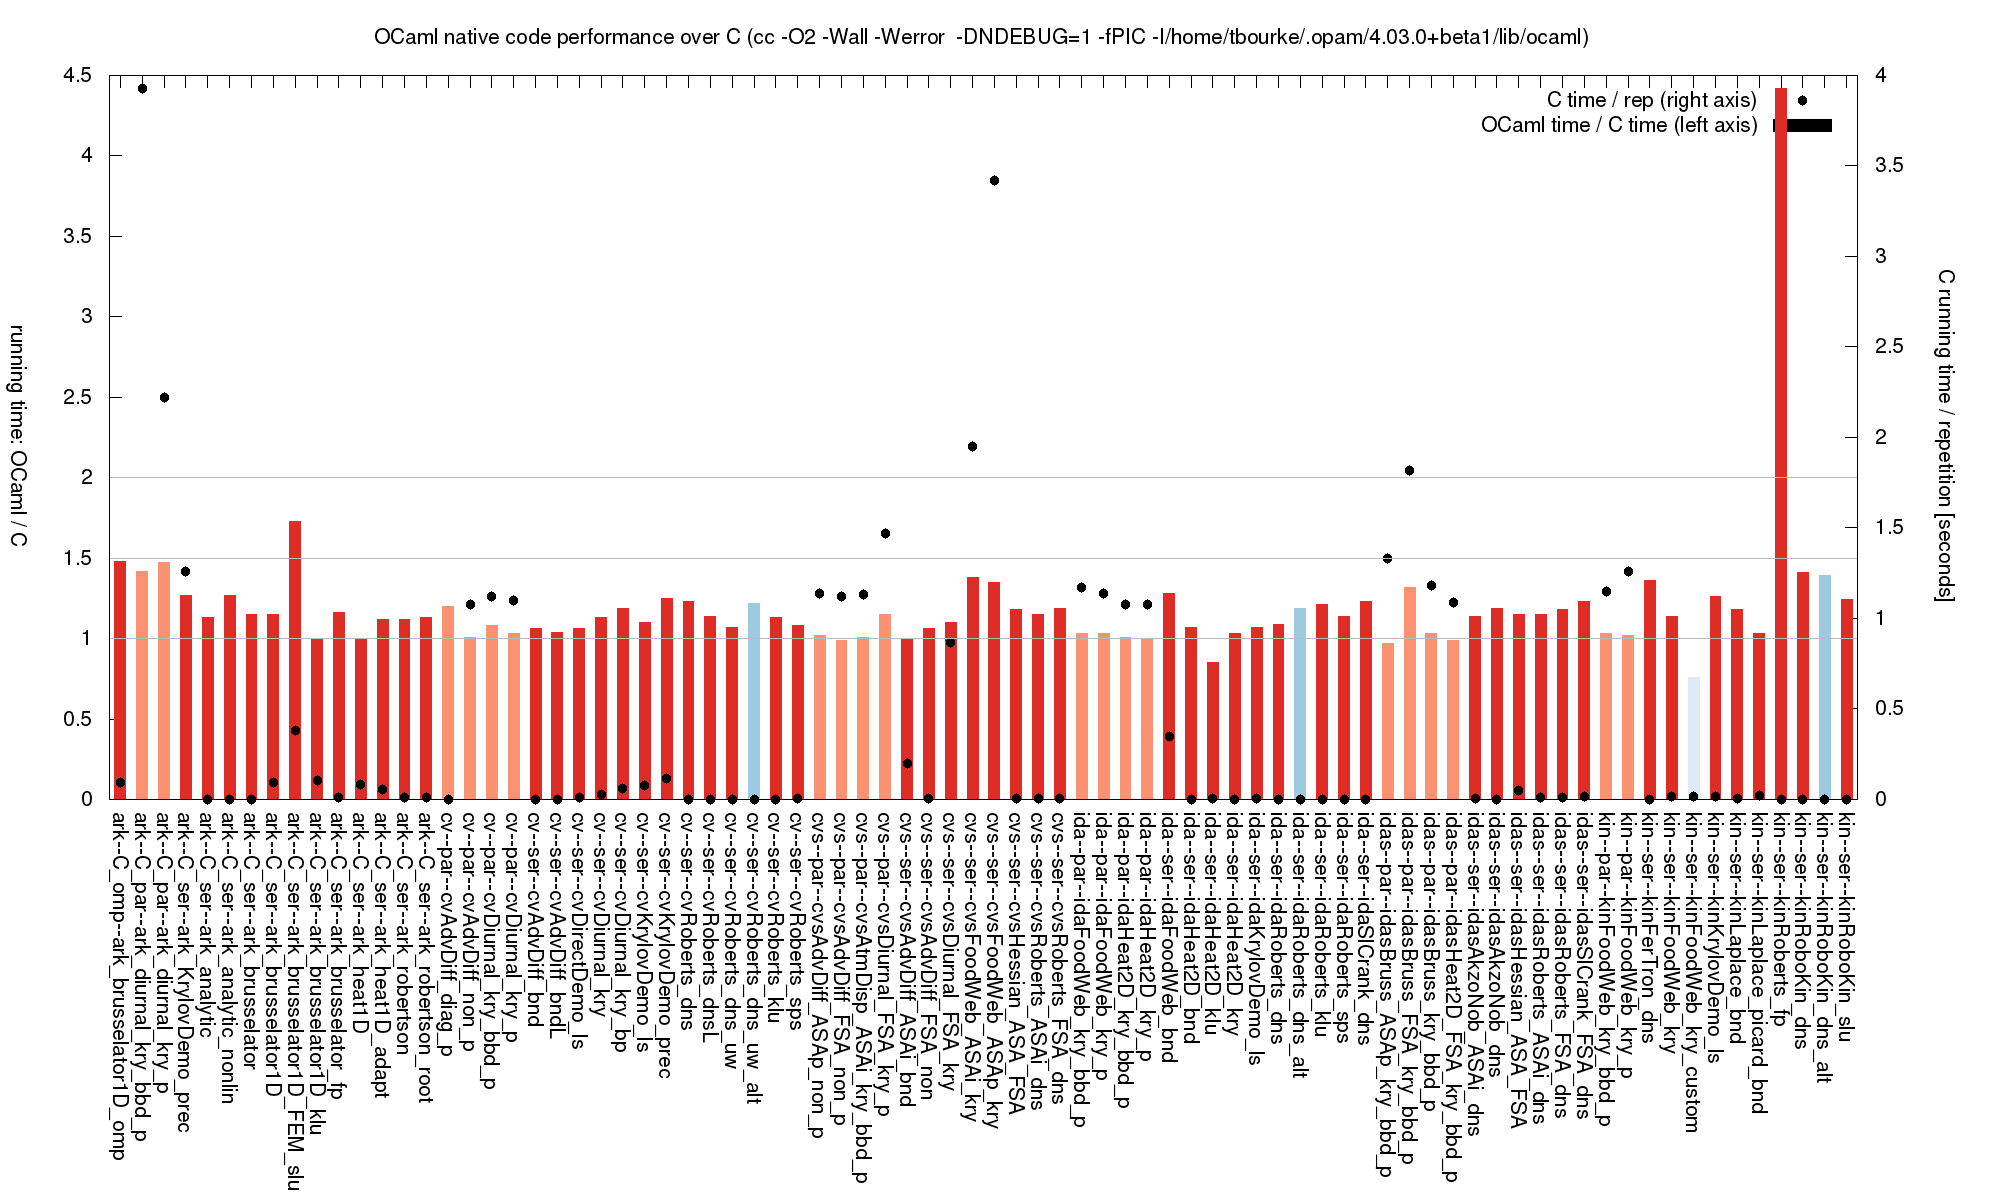 OCaml native code performance over C (cc -O2 -Wall -Werror  -DNDEBUG=1 -fPIC -I/home/tbourke/.opam/4.03.0+beta1/lib/ocaml)
C time / rep (right axis)
OCaml time / C time (left axis)
running time: OCaml / C
4.5
4
3.5
3
2.5
2
1.5
1
0.5
0
4
3.5
3
2.5
2
1.5
1
0.5
0
C running time / repetition [seconds]
ark--C_omp--ark_brusselator1D_omp
ark--C_par--ark_diurnal_kry_bbd_p
ark--C_par--ark_diurnal_kry_p
ark--C_ser--ark_KrylovDemo_prec
ark--C_ser--ark_analytic
ark--C_ser--ark_analytic_nonlin
ark--C_ser--ark_brusselator
ark--C_ser--ark_brusselator1D
ark--C_ser--ark_brusselator1D_FEM_slu
ark--C_ser--ark_brusselator1D_klu
ark--C_ser--ark_brusselator_fp
ark--C_ser--ark_heat1D
ark--C_ser--ark_heat1D_adapt
ark--C_ser--ark_robertson
ark--C_ser--ark_robertson_root
cv--par--cvAdvDiff_diag_p
cv--par--cvAdvDiff_non_p
cv--par--cvDiurnal_kry_bbd_p
cv--par--cvDiurnal_kry_p
cv--ser--cvAdvDiff_bnd
cv--ser--cvAdvDiff_bndL
cv--ser--cvDirectDemo_ls
cv--ser--cvDiurnal_kry
cv--ser--cvDiurnal_kry_bp
cv--ser--cvKrylovDemo_ls
cv--ser--cvKrylovDemo_prec
cv--ser--cvRoberts_dns
cv--ser--cvRoberts_dnsL
cv--ser--cvRoberts_dns_uw
cv--ser--cvRoberts_dns_uw_alt
cv--ser--cvRoberts_klu
cv--ser--cvRoberts_sps
cvs--par--cvsAdvDiff_ASAp_non_p
cvs--par--cvsAdvDiff_FSA_non_p
cvs--par--cvsAtmDisp_ASAi_kry_bbd_p
cvs--par--cvsDiurnal_FSA_kry_p
cvs--ser--cvsAdvDiff_ASAi_bnd
cvs--ser--cvsAdvDiff_FSA_non
cvs--ser--cvsDiurnal_FSA_kry
cvs--ser--cvsFoodWeb_ASAi_kry
cvs--ser--cvsFoodWeb_ASAp_kry
cvs--ser--cvsHessian_ASA_FSA
cvs--ser--cvsRoberts_ASAi_dns
cvs--ser--cvsRoberts_FSA_dns
ida--par--idaFoodWeb_kry_bbd_p
ida--par--idaFoodWeb_kry_p
ida--par--idaHeat2D_kry_bbd_p
ida--par--idaHeat2D_kry_p
ida--ser--idaFoodWeb_bnd
ida--ser--idaHeat2D_bnd
ida--ser--idaHeat2D_klu
ida--ser--idaHeat2D_kry
ida--ser--idaKrylovDemo_ls
ida--ser--idaRoberts_dns
ida--ser--idaRoberts_dns_alt
ida--ser--idaRoberts_klu
ida--ser--idaRoberts_sps
ida--ser--idaSlCrank_dns
idas--par--idasBruss_ASAp_kry_bbd_p
idas--par--idasBruss_FSA_kry_bbd_p
idas--par--idasBruss_kry_bbd_p
idas--par--idasHeat2D_FSA_kry_bbd_p
idas--ser--idasAkzoNob_ASAi_dns
idas--ser--idasAkzoNob_dns
idas--ser--idasHessian_ASA_FSA
idas--ser--idasRoberts_ASAi_dns
idas--ser--idasRoberts_FSA_dns
idas--ser--idasSlCrank_FSA_dns
kin--par--kinFoodWeb_kry_bbd_p
kin--par--kinFoodWeb_kry_p
kin--ser--kinFerTron_dns
kin--ser--kinFoodWeb_kry
kin--ser--kinFoodWeb_kry_custom
kin--ser--kinKrylovDemo_ls
kin--ser--kinLaplace_bnd
kin--ser--kinLaplace_picard_bnd
kin--ser--kinRoberts_fp
kin--ser--kinRoboKin_dns
kin--ser--kinRoboKin_dns_alt
kin--ser--kinRoboKin_slu